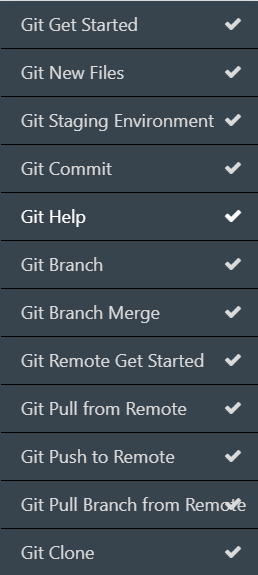 Git Get Started
Git New Files
Git Staging Environment
Git Commit
Git Help
Git Branch
Git Branch Merge
Git Remote Get Started
Git Pull from Remote
Git Push to Remote
Git Pull Branch from Remote
Git Clone